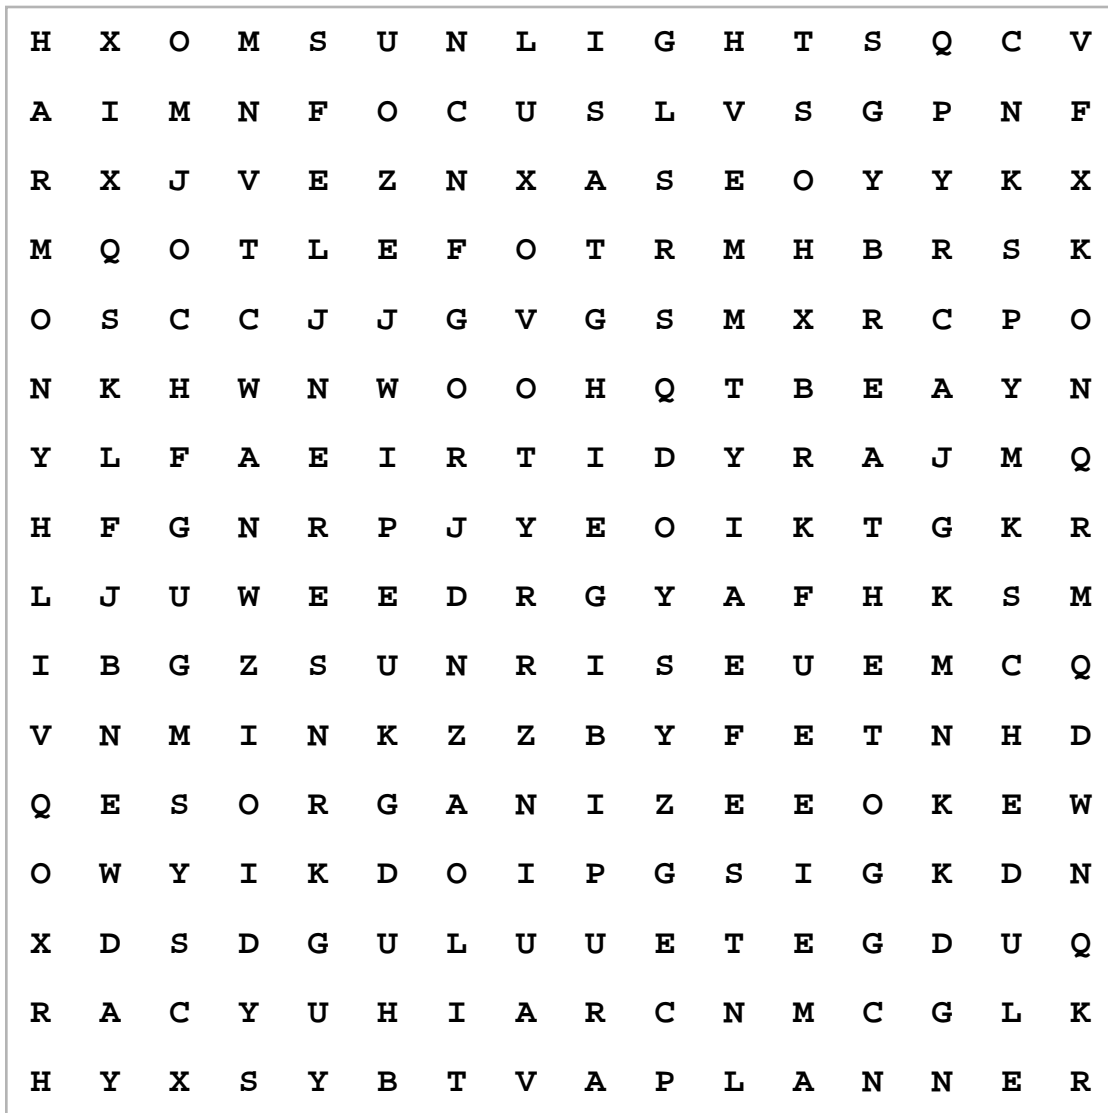 H X O M S U N L I G H T S Q C V
A I M N F O C U S L V S G P N F
R X J V E Z N X A S E O Y Y K X
M Q O T L E F O T R M H B R S K
O S C C J J G V G S M X R C P O
N K H W N W O O H Q T B E A Y N
Y L F A E I R T I D Y R A J M Q
H F G N R P J Y E O I K T G K R
L J U W E E D R G Y A F H K S M
I B G Z S U N R I S E U E M C Q
V N M I N K Z Z B Y F E T N H D
Q E S O R G A N I Z E E O K E W
O W Y I K D O I P G S I G K D N
X D S D G U L U U E T E G D U Q
R A C Y U H I A R C N M C G L K
H Y X S Y B T V A P L A N N E R